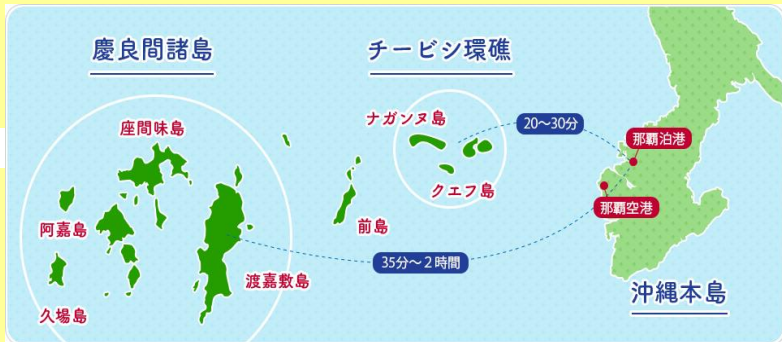 慶良間諸島
チービシ環礁
座間味島
ナガンヌ島
20〜30分
那覇泊港
クエフ島
那覇空港
阿嘉島
前島
35分〜2時間
渡嘉敷島
久場島
沖縄本島